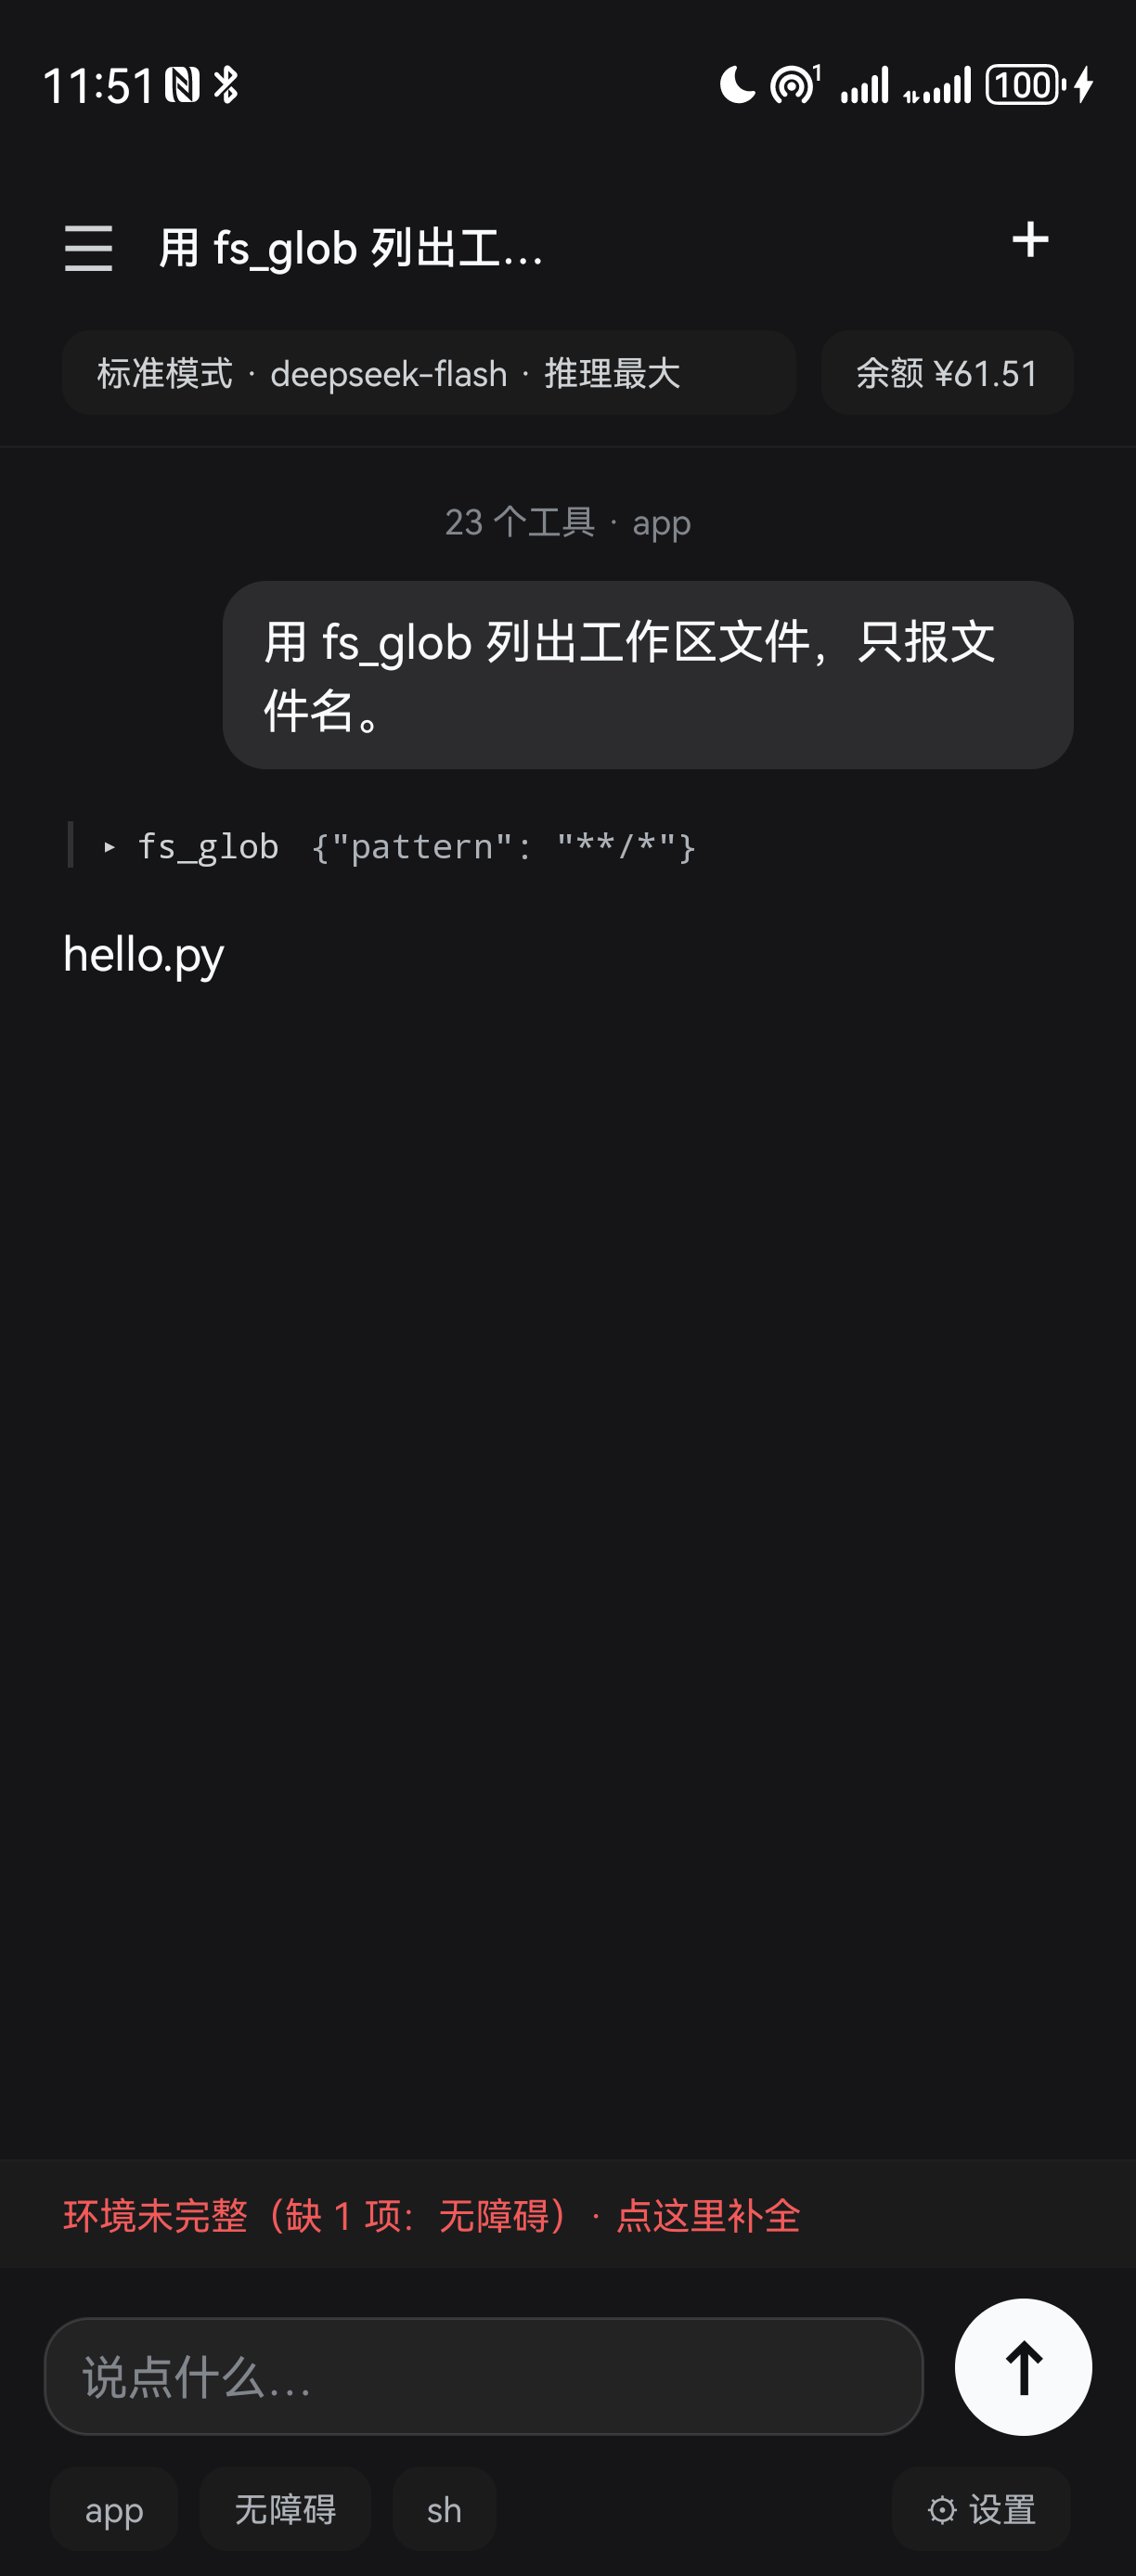 11:51
1
100
用 fs_glob 列出工...
+
标准模式 · deepseek-flash · 推理最大
余额 ¥61.51
23 个工具 · app
用 fs_glob 列出工作区文件，只报文
件名。
▸ fs_glob {"pattern": "**/*"}
hello.py
环境未完整（缺 1 项：无障碍）· 点这里补全
说点什么...
app
无障碍
sh
设置